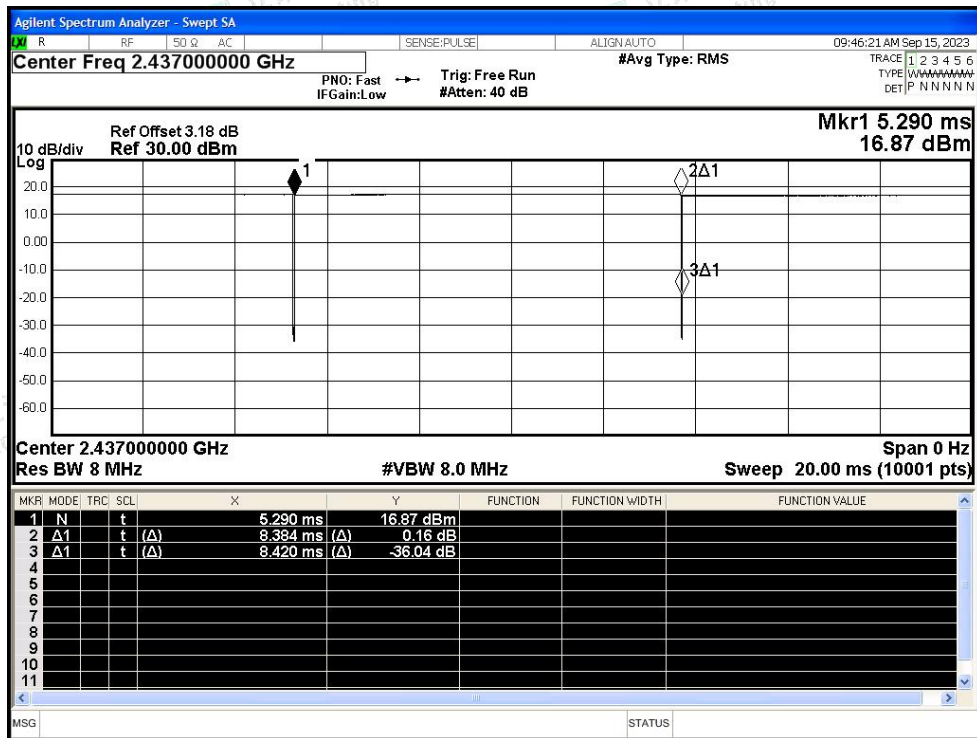 Agilent Spectrum Analyzer - Swept SA
LXI R RF 50 Ω AC SENSE:PULSE ALIGN AUTO 09:46:21 AM Sep 15, 2023
Center Freq 2.437000000 GHz
PNO: Fast
IFGain:Low
Trig: Free Run
#Atten: 40 dB
#Avg Type: RMS
TRACE 1 2 3 4 5 6
TYPE WWWWWW
DET P N N N N N
Mkr1 5.290 ms
16.87 dBm
Ref Offset 3.18 dB
10 dB/div Ref 30.00 dBm
Log
1
2Δ1
3Δ1
20.0
10.0
0.00
-10.0
-20.0
-30.0
-40.0
-50.0
-60.0
Center 2.437000000 GHz Span 0 Hz
Res BW 8 MHz #VBW 8.0 MHz Sweep 20.00 ms (10001 pts)
MKR MODE TRC SCL X Y FUNCTION FUNCTION WIDTH FUNCTION VALUE
1 N t 5.290 ms 16.87 dBm
2 Δ1 t (Δ) 8.384 ms (Δ) 0.16 dB
3 Δ1 t (Δ) 8.420 ms (Δ) -36.04 dB
4
5
6
7
8
9
10
11
MSG STATUS